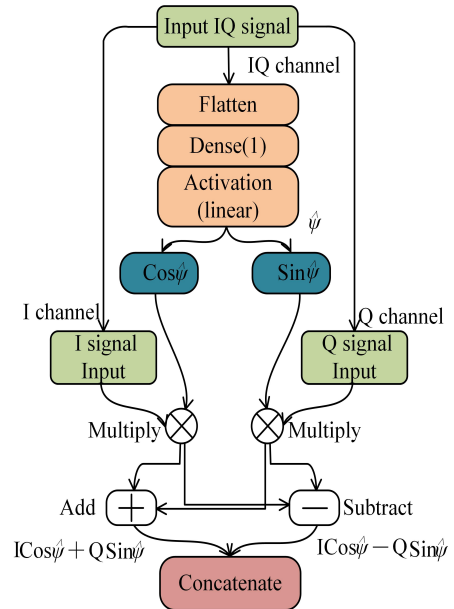 Input IQ signal
IQ channel
Flatten
Dense(1)
Activation
(linear)
ψ̂
Cosψ̂
Sinψ̂
I channel
Q channel
I signal
Input
Q signal
Input
Multiply
Multiply
Add
Subtract
ICosψ̂+QSinψ̂
ICosψ̂−QSinψ̂
Concatenate